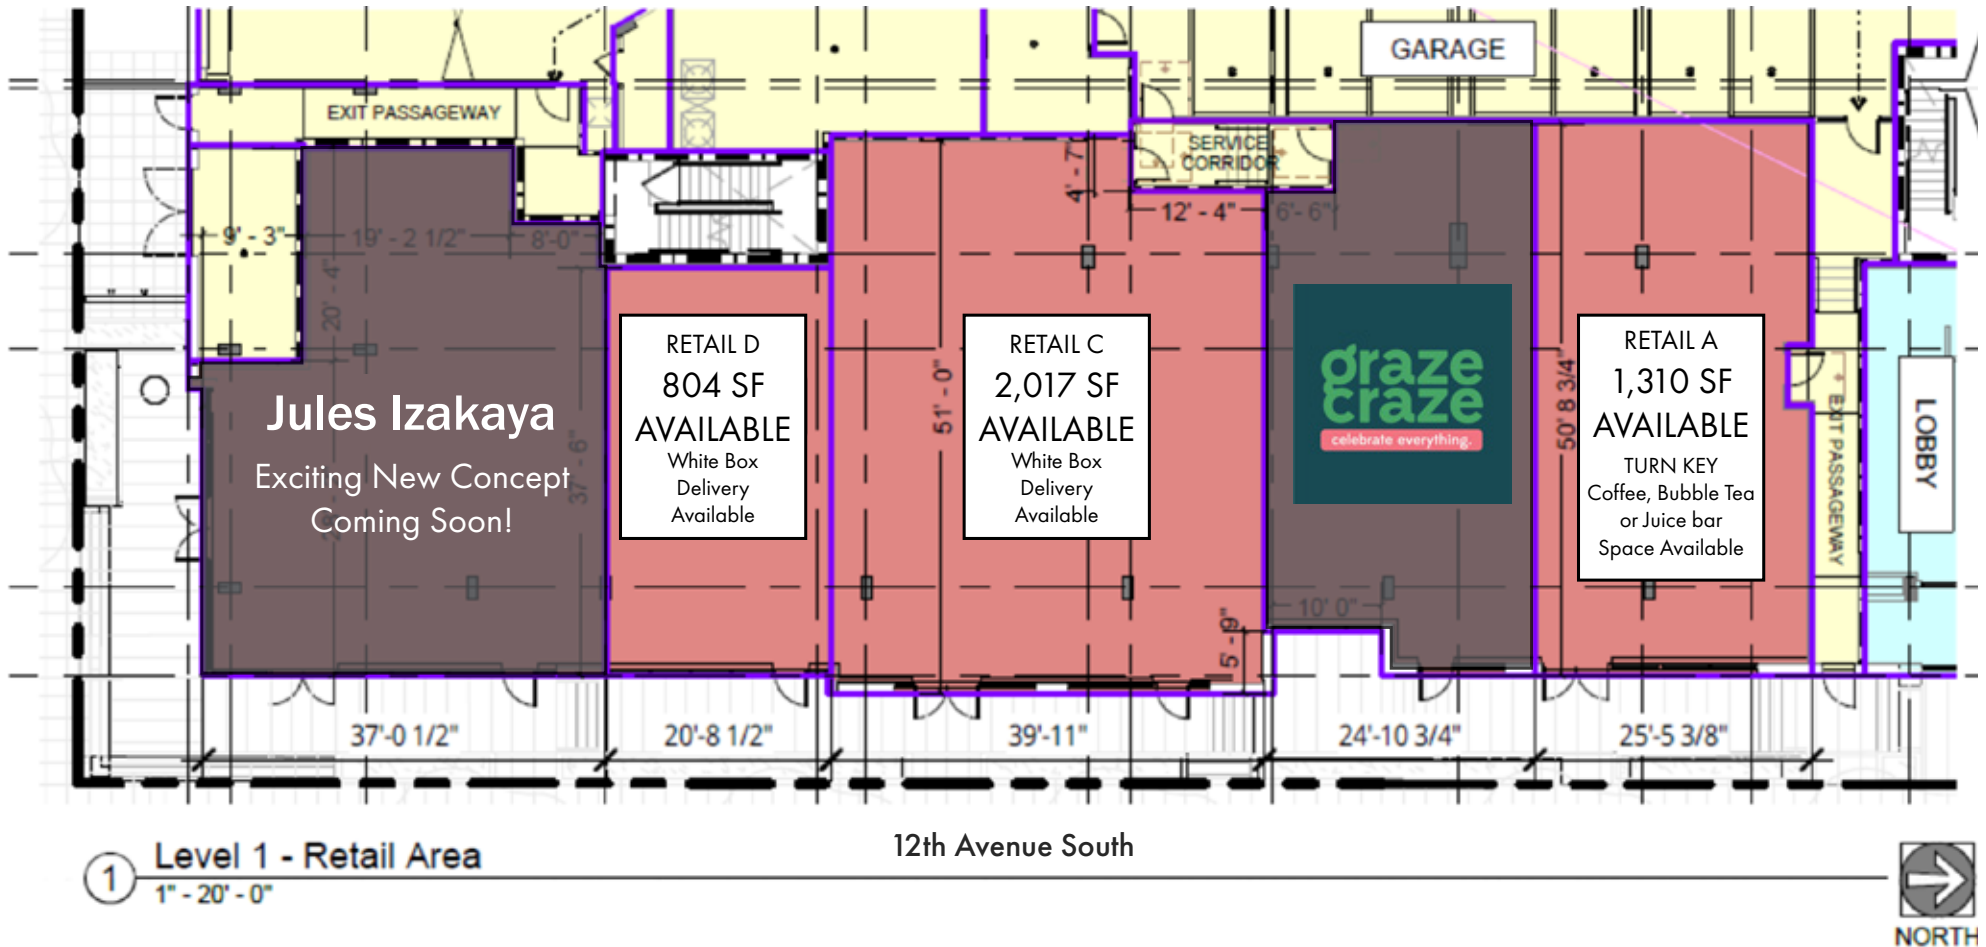 GARAGE
EXIT PASSAGEWAY
SERVICE
CORRIDOR
4' - 7"
12' - 4"
6'- 6"
9' - 3"
19' - 2 1/2"
8'-0"
20' - 4"
Jules Izakaya
Exciting New Concept
Coming Soon!
37' - 6"
RETAIL D
804 SF
AVAILABLE
White Box
Delivery
Available
51' - 0"
RETAIL C
2,017 SF
AVAILABLE
White Box
Delivery
Available
graze
craze
celebrate everything.
50' 8 3/4"
RETAIL A
1,310 SF
AVAILABLE
TURN KEY
Coffee, Bubble Tea
or Juice bar
Space Available
EXIT PASSAGEWAY
LOBBY
10' 0"
5' - 9"
37'-0 1/2"
20'-8 1/2"
39'-11"
24'-10 3/4"
25'-5 3/8"
12th Avenue South
1
Level 1 - Retail Area
1" - 20' - 0"
NORTH